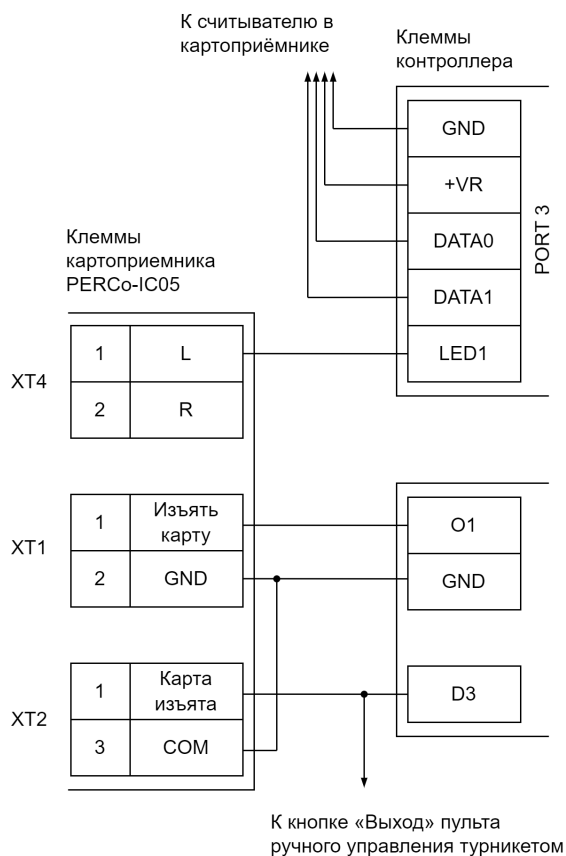 К считывателю в
картоприёмнике
Клеммы
контроллера
GND
+VR
DATA0
DATA1
LED1
PORT 3
Клеммы
картоприемника
PERCo-IC05
XT4
1
L
2
R
XT1
1
Изъять
карту
2
GND
O1
GND
XT2
1
Карта
изъята
3
COM
D3
К кнопке «Выход» пульта
ручного управления турникетом